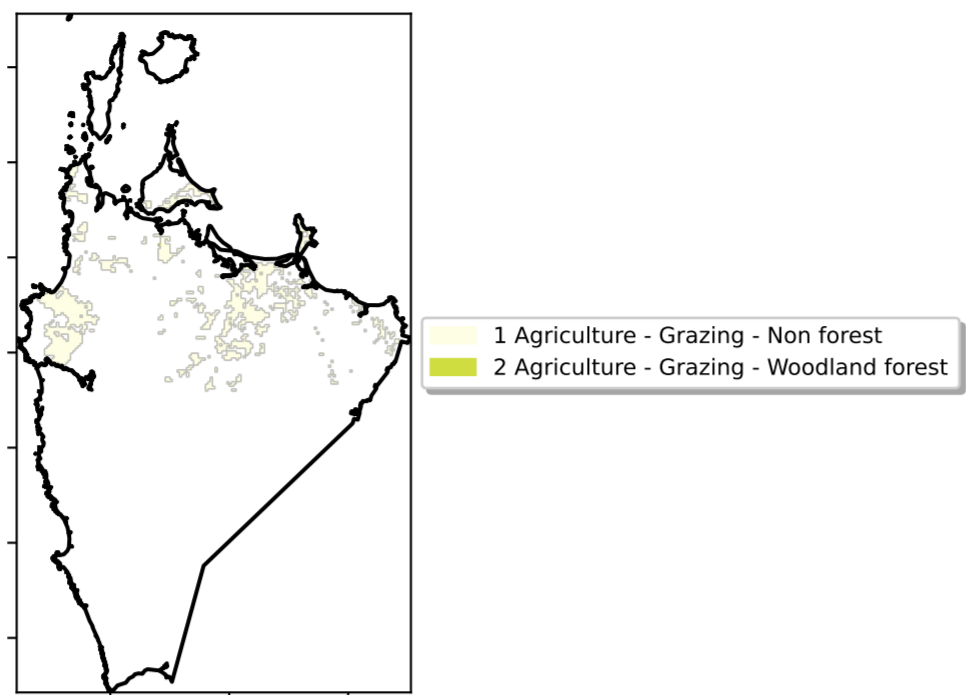 1 Agriculture - Grazing - Non forest
2 Agriculture - Grazing - Woodland forest